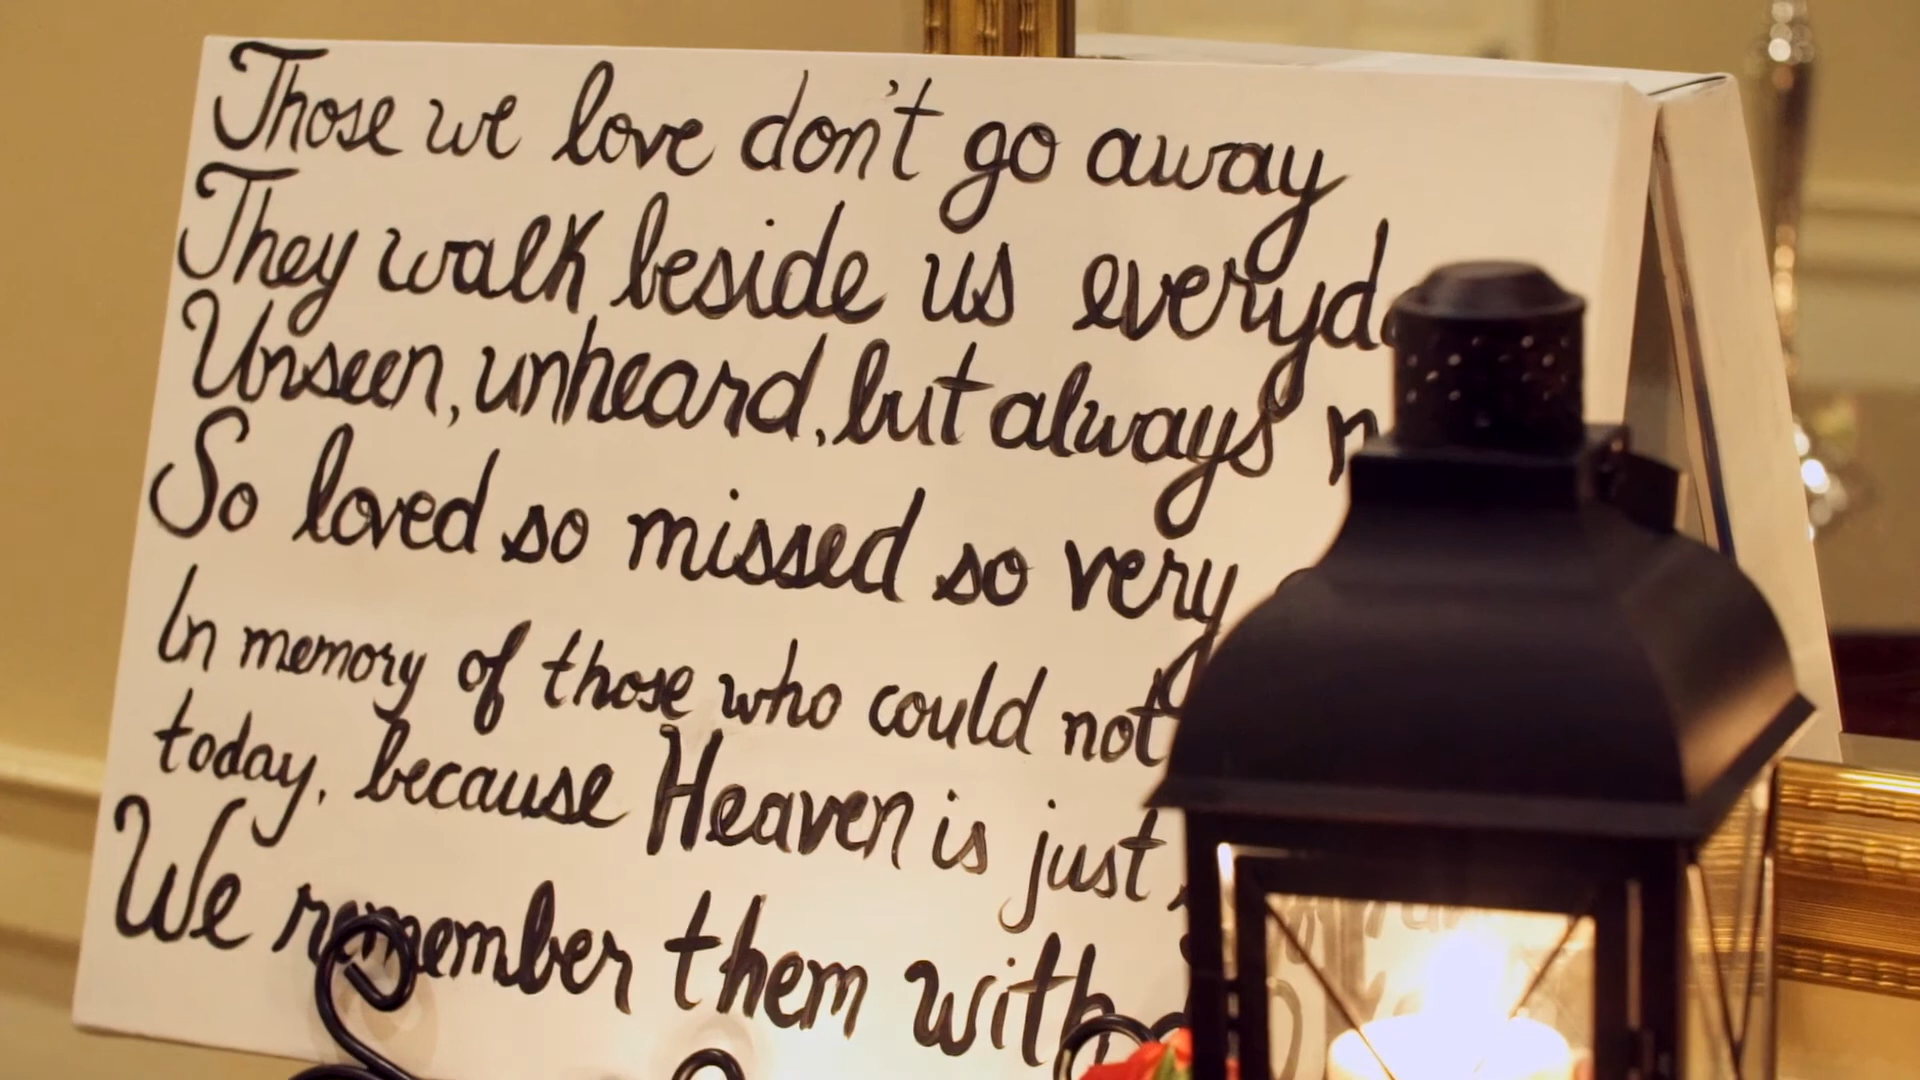 Those we love don't go away
They walk beside us everyd
Unseen, unheard, but always
So loved so missed so very
In memory of those who could not
today, because Heaven is just
We remember them with